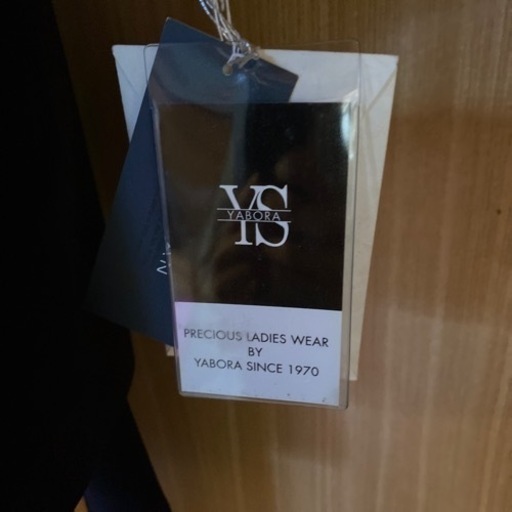 YS
YABORA
PRECIOUS LADIES WEAR
BY
YABORA SINCE 1970